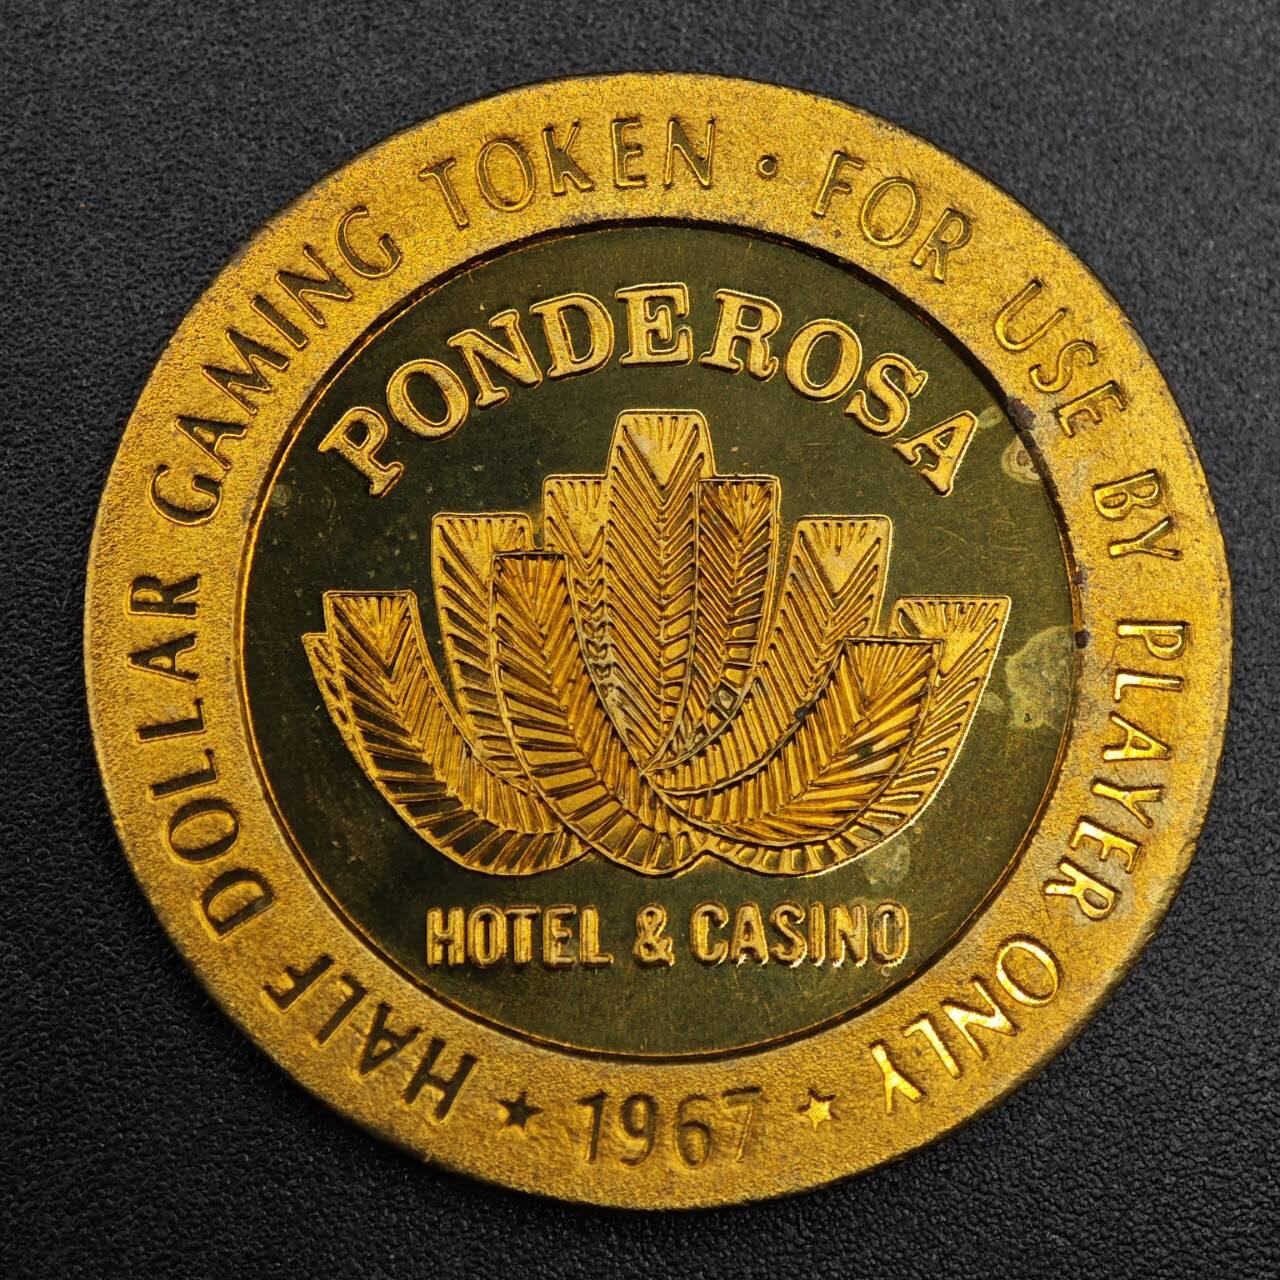 HALF DOLLAR GAMING TOKEN · FOR USE BY PLAYER ONLY
PONDEROSA
HOTEL & CASINO
★ 1967 ★